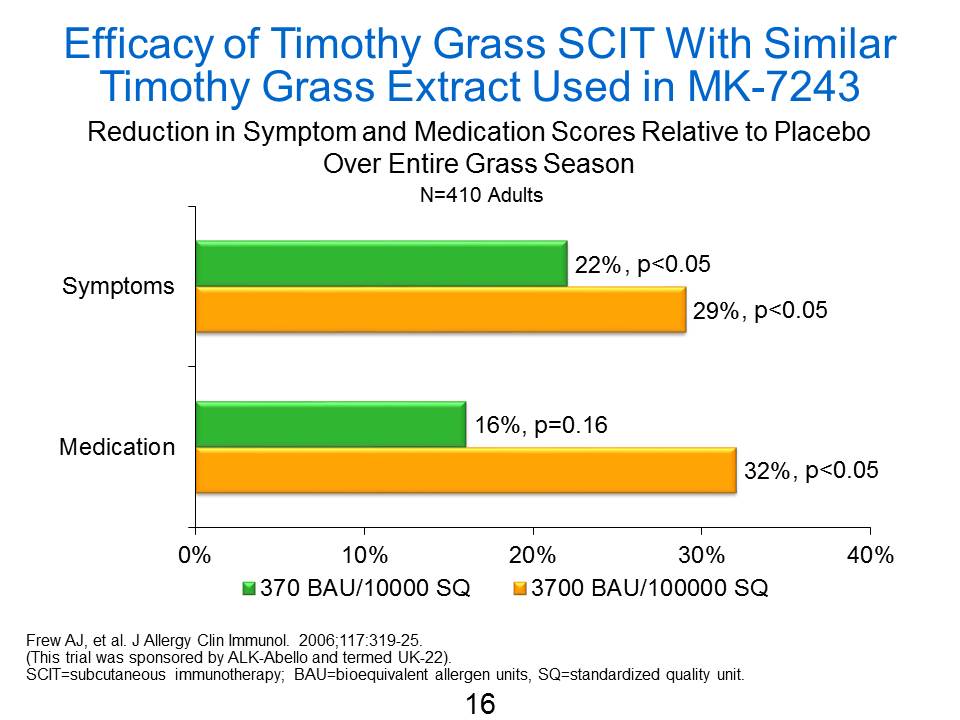 Efficacy of Timothy Grass SCIT With Similar
Timothy Grass Extract Used in MK-7243
Reduction in Symptom and Medication Scores Relative to Placebo
Over Entire Grass Season
N=410 Adults
Symptoms
22%, p<0.05
29%, p<0.05
Medication
16%, p=0.16
32%, p<0.05
0% 10% 20% 30% 40%
370 BAU/10000 SQ 3700 BAU/100000 SQ
Frew AJ, et al. J Allergy Clin Immunol. 2006;117:319-25.
(This trial was sponsored by ALK-Abello and termed UK-22).
SCIT=subcutaneous immunotherapy; BAU=bioequivalent allergen units, SQ=standardized quality unit.
16